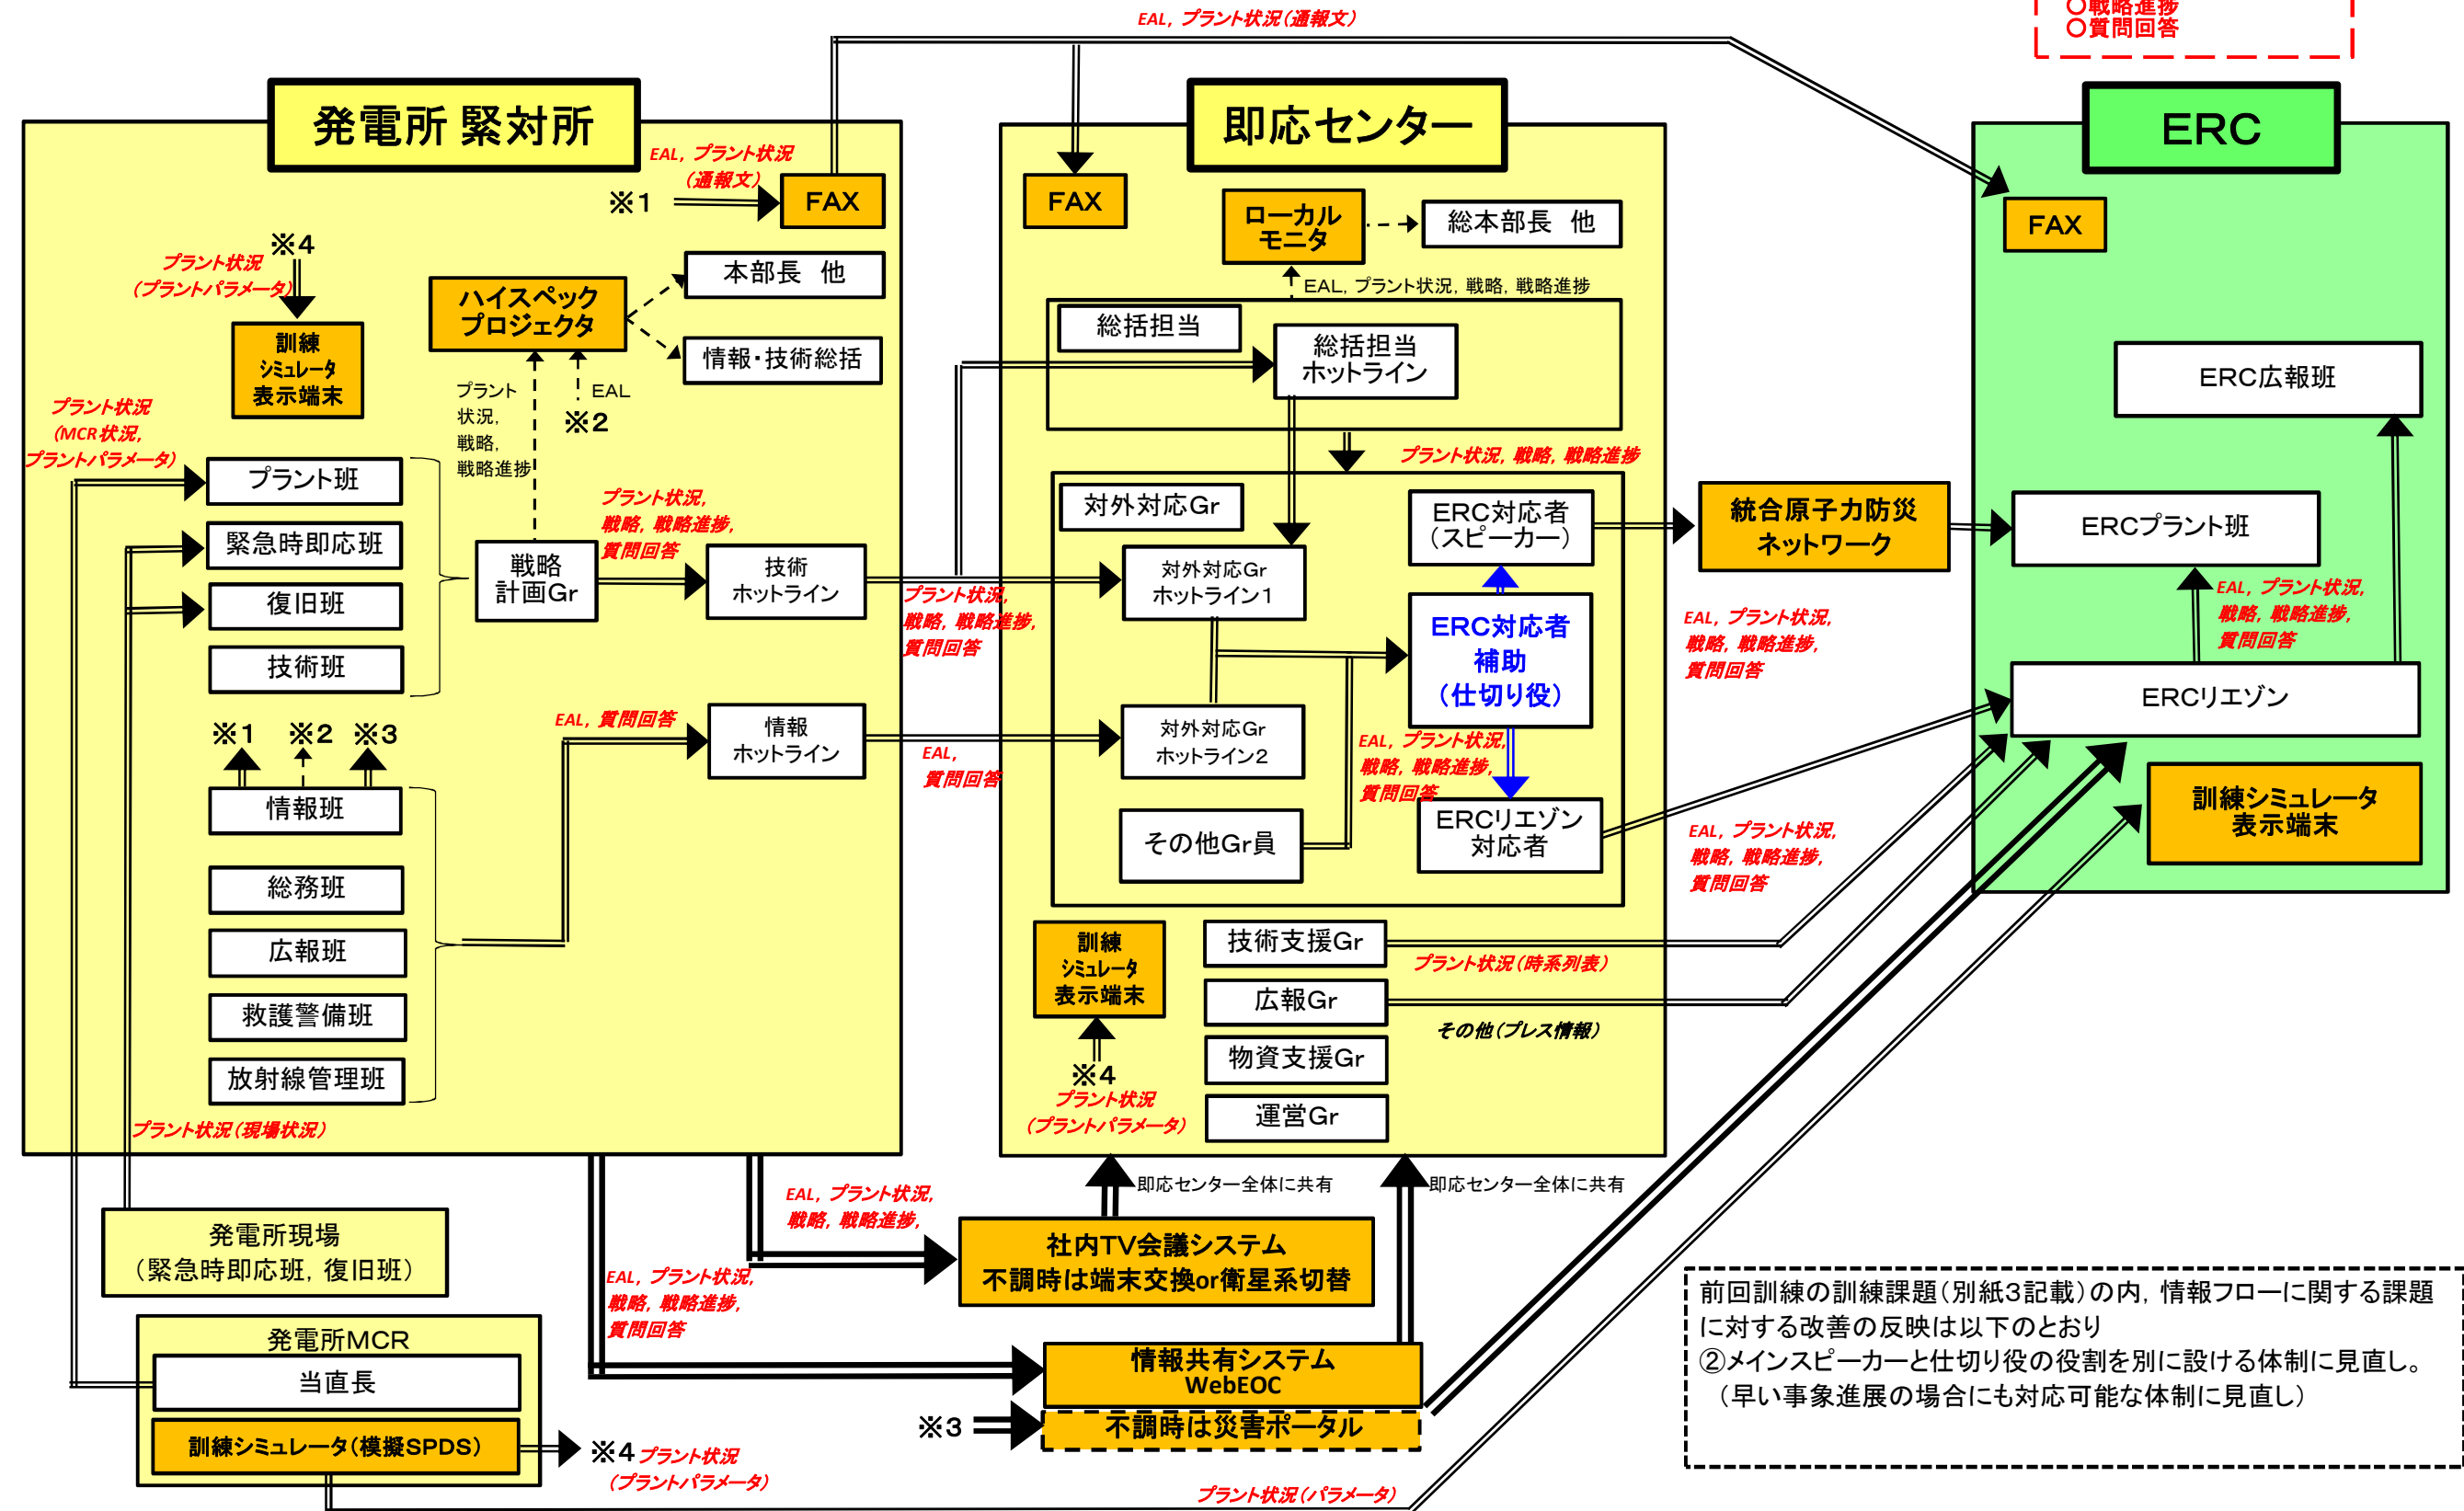 EAL，プラント状況（通報文）
〇戦略進捗
〇質問回答
発電所 緊対所
EAL，プラント状況
（通報文）
※1
FAX
※4
プラント状況
（プラントパラメータ）
訓練
シミュレータ
表示端末
ハイスペック
プロジェクタ
本部長　他
情報・技術総括
プラント
状況，
戦略，
戦略進捗
EAL
※2
プラント状況
（MCR状況，
プラントパラメータ）
プラント班
緊急時即応班
復旧班
技術班
戦略
計画Gr
プラント状況，
戦略，戦略進捗，
質問回答
技術
ホットライン
プラント状況，
戦略，戦略進捗，
質問回答
※1
※2
※3
情報班
総務班
広報班
救護警備班
放射線管理班
EAL，質問回答
情報
ホットライン
EAL，
質問回答
プラント状況（現場状況）
発電所現場
（緊急時即応班，復旧班）
発電所MCR
当直長
訓練シミュレータ（模擬SPDS）
※4
プラント状況
（プラントパラメータ）
即応センター
FAX
ローカル
モニタ
総本部長　他
EAL，プラント状況，戦略，戦略進捗
総括担当
総括担当
ホットライン
プラント状況，戦略，戦略進捗
対外対応Gr
対外対応Gr
ホットライン1
対外対応Gr
ホットライン2
その他Gr員
ERC対応者
（スピーカー）
ERC対応者
補助
（仕切り役）
EAL，プラント状況，
戦略，戦略進捗，
質問回答
ERCリエゾン
対応者
訓練
シミュレータ
表示端末
※4
プラント状況
（プラントパラメータ）
技術支援Gr
プラント状況（時系列表）
広報Gr
その他（プレス情報）
物資支援Gr
運営Gr
即応センター全体に共有
即応センター全体に共有
EAL，プラント状況，
戦略，戦略進捗，
社内TV会議システム
不調時は端末交換or衛星系切替
EAL，プラント状況，
戦略，戦略進捗，
質問回答
情報共有システム
WebEOC
※3
不調時は災害ポータル
プラント状況（パラメータ）
統合原子力防災
ネットワーク
EAL，プラント状況，
戦略，戦略進捗，
質問回答
EAL，プラント状況，
戦略，戦略進捗，
質問回答
ERC
FAX
ERC広報班
ERCプラント班
EAL，プラント状況，
戦略，戦略進捗，
質問回答
ERCリエゾン
訓練シミュレータ
表示端末
前回訓練の訓練課題（別紙３記載）の内，情報フローに関する課題
に対する改善の反映は以下のとおり
②メインスピーカーと仕切り役の役割を別に設ける体制に見直し。
（早い事象進展の場合にも対応可能な体制に見直し）